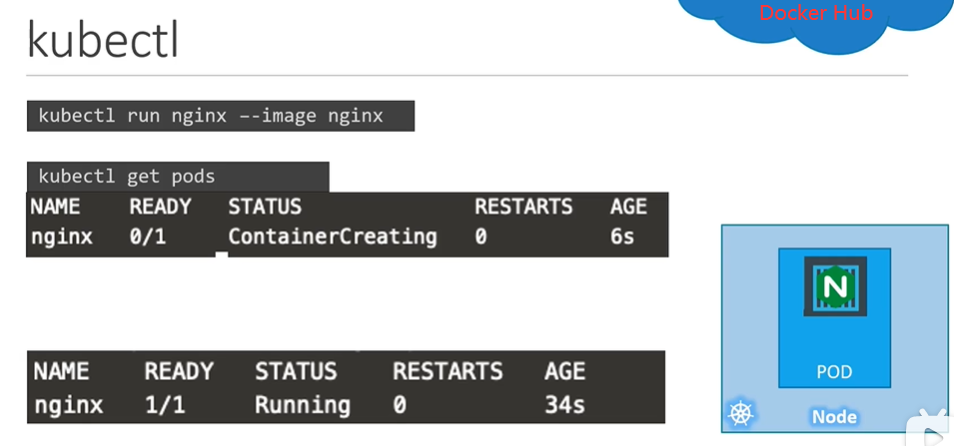 Docker Hub
kubectl
kubectl run nginx –-image nginx
kubectl get pods
NAME READY STATUS RESTARTS AGE
nginx 0/1 ContainerCreating 0 6s
NAME READY STATUS RESTARTS AGE
nginx 1/1 Running 0 34s
N
POD
Node